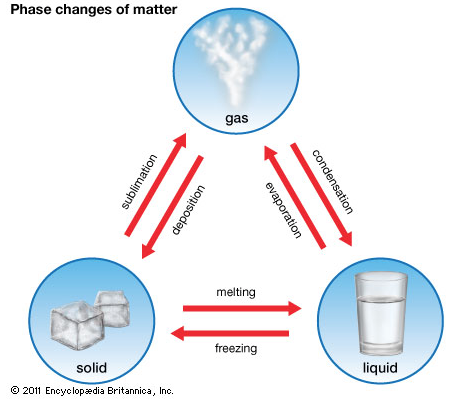 Phase changes of matter
gas
sublimation
deposition
evaporation
condensation
melting
freezing
solid
liquid
© 2011 Encyclopædia Britannica, Inc.